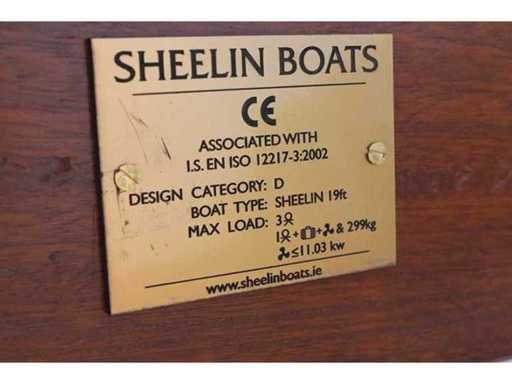 SHEELIN BOATS
CE
ASSOCIATED WITH
I.S. EN ISO 12217-3:2002
DESIGN CATEGORY: D
BOAT TYPE: SHEELIN 19ft
MAX LOAD: 3
1 + + & 299kg
≤11.03 kw
www.sheelinboats.ie